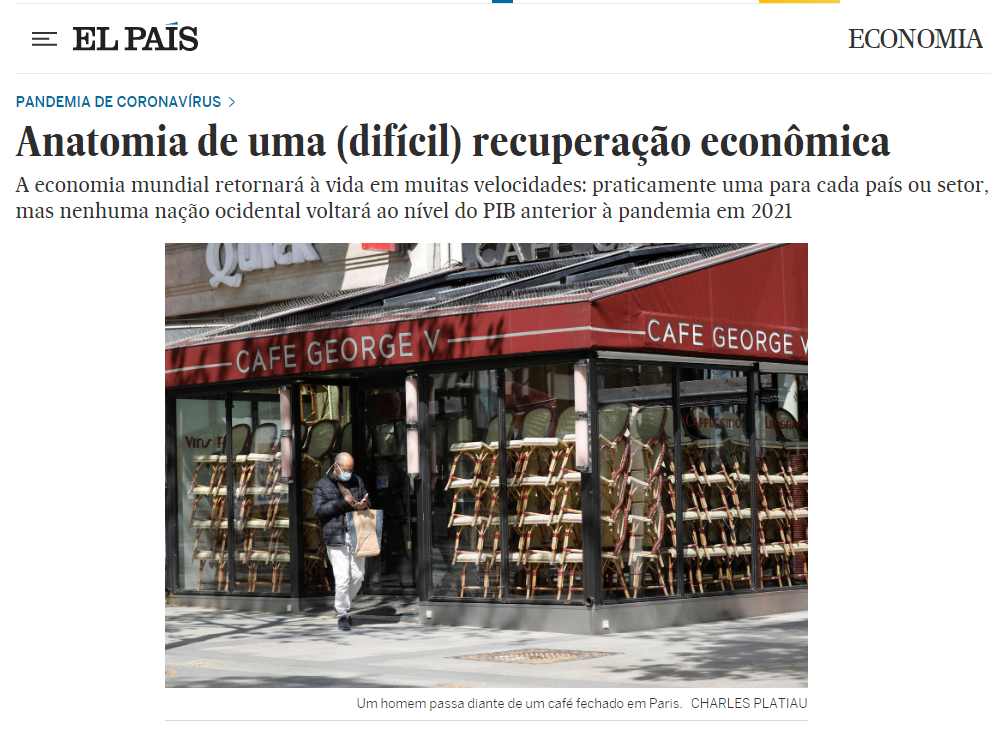 EL PAÍS
ECONOMIA
PANDEMIA DE CORONAVÍRUS >
Anatomia de uma (difícil) recuperação econômica
A economia mundial retornará à vida em muitas velocidades: praticamente uma para cada país ou setor,
mas nenhuma nação ocidental voltará ao nível do PIB anterior à pandemia em 2021
Quick
CAFE GEORGE V
CAFE GEORGE V
Vins
Cappuccino
Um homem passa diante de um café fechado em Paris. CHARLES PLATIAU